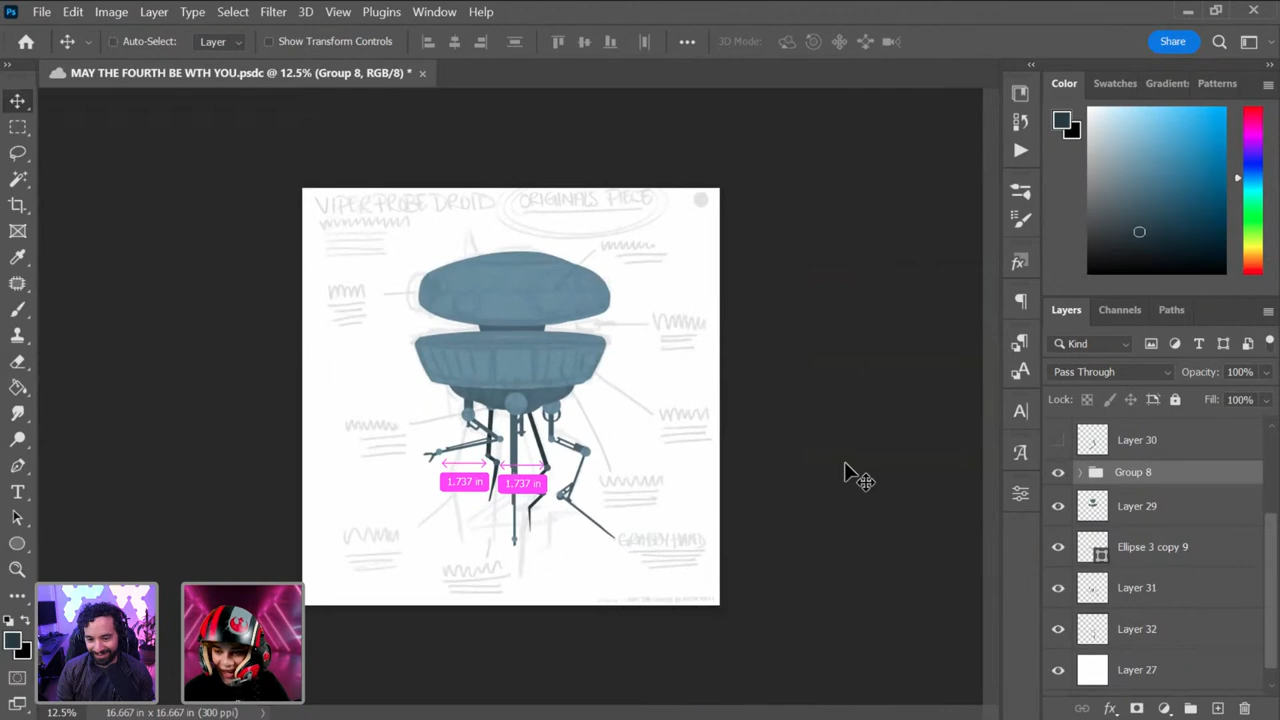 Ps File Edit Image Layer Type Select Filter 3D View Plugins Window Help
Auto-Select: Layer Show Transform Controls 3D Mode: Share
MAY THE FOURTH BE WTH YOU.psdc @ 12.5% (Group 8, RGB/8) * ×
Color Swatches Gradient: Patterns
VIPER PROBE DROID ORIGINALS PIECE
Layers Channels Paths
Kind
Pass Through Opacity: 100%
Lock: Fill: 100%
Layer 30
Group 8
1.737 in 1.737 in
Layer 29
3 copy 9
GRABBY HAND
Layer 32
Layer 27
12.5% 16.667 in x 16.667 in (300 ppi)